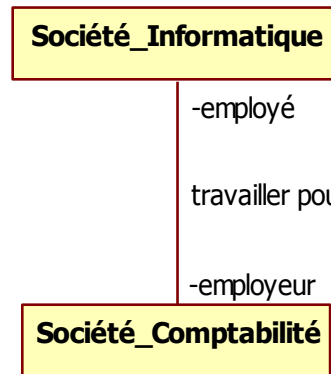 Société_Informatique
-employé
travailler pou
-employeur
Société_Comptabilité